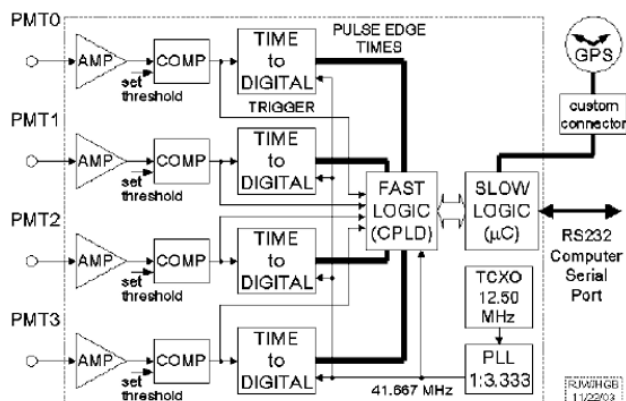 PMT0
AMP
COMP
set
threshold
TIME
to
DIGITAL
PULSE EDGE
TIMES
TRIGGER
GPS
custom
connector
PMT1
AMP
COMP
set
threshold
TIME
to
DIGITAL
FAST
LOGIC
(CPLD)
SLOW
LOGIC
(µC)
RS232
Computer
Serial
Port
PMT2
AMP
COMP
set
threshold
TIME
to
DIGITAL
TCXO
12.50
MHz
PMT3
AMP
COMP
set
threshold
TIME
to
DIGITAL
PLL
1:3.333
41.667 MHz
11/22/03